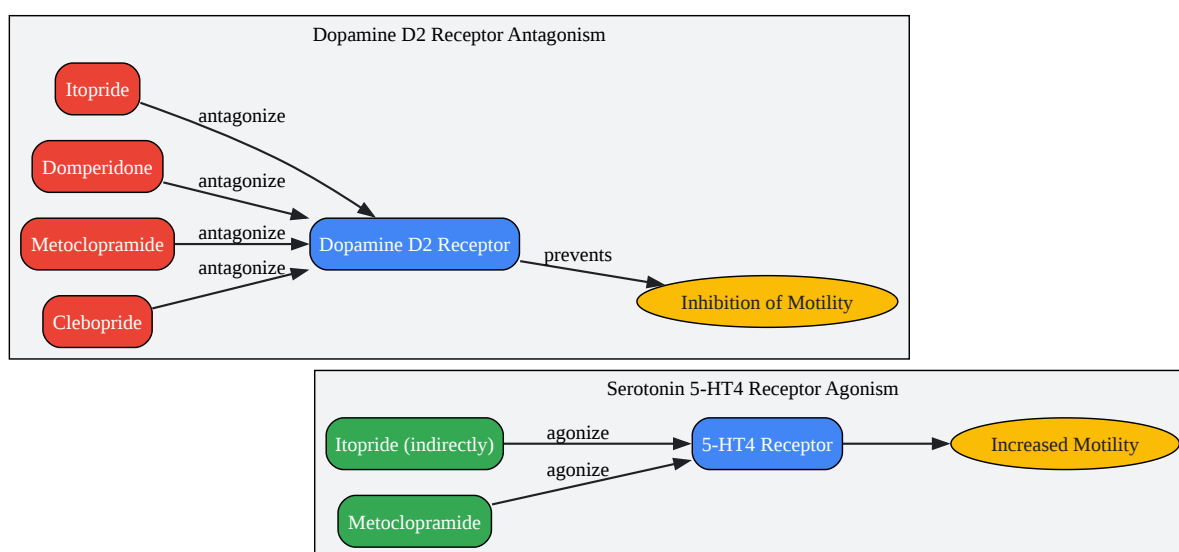 Dopamine D2 Receptor Antagonism
Itopride
antagonize
Domperidone
antagonize
Metoclopramide
antagonize
Dopamine D2 Receptor
antagonize
Clebopride
prevents
Inhibition of Motility
Serotonin 5-HT4 Receptor Agonism
Itopride (indirectly)
agonize
5-HT4 Receptor
Increased Motility
agonize
Metoclopramide